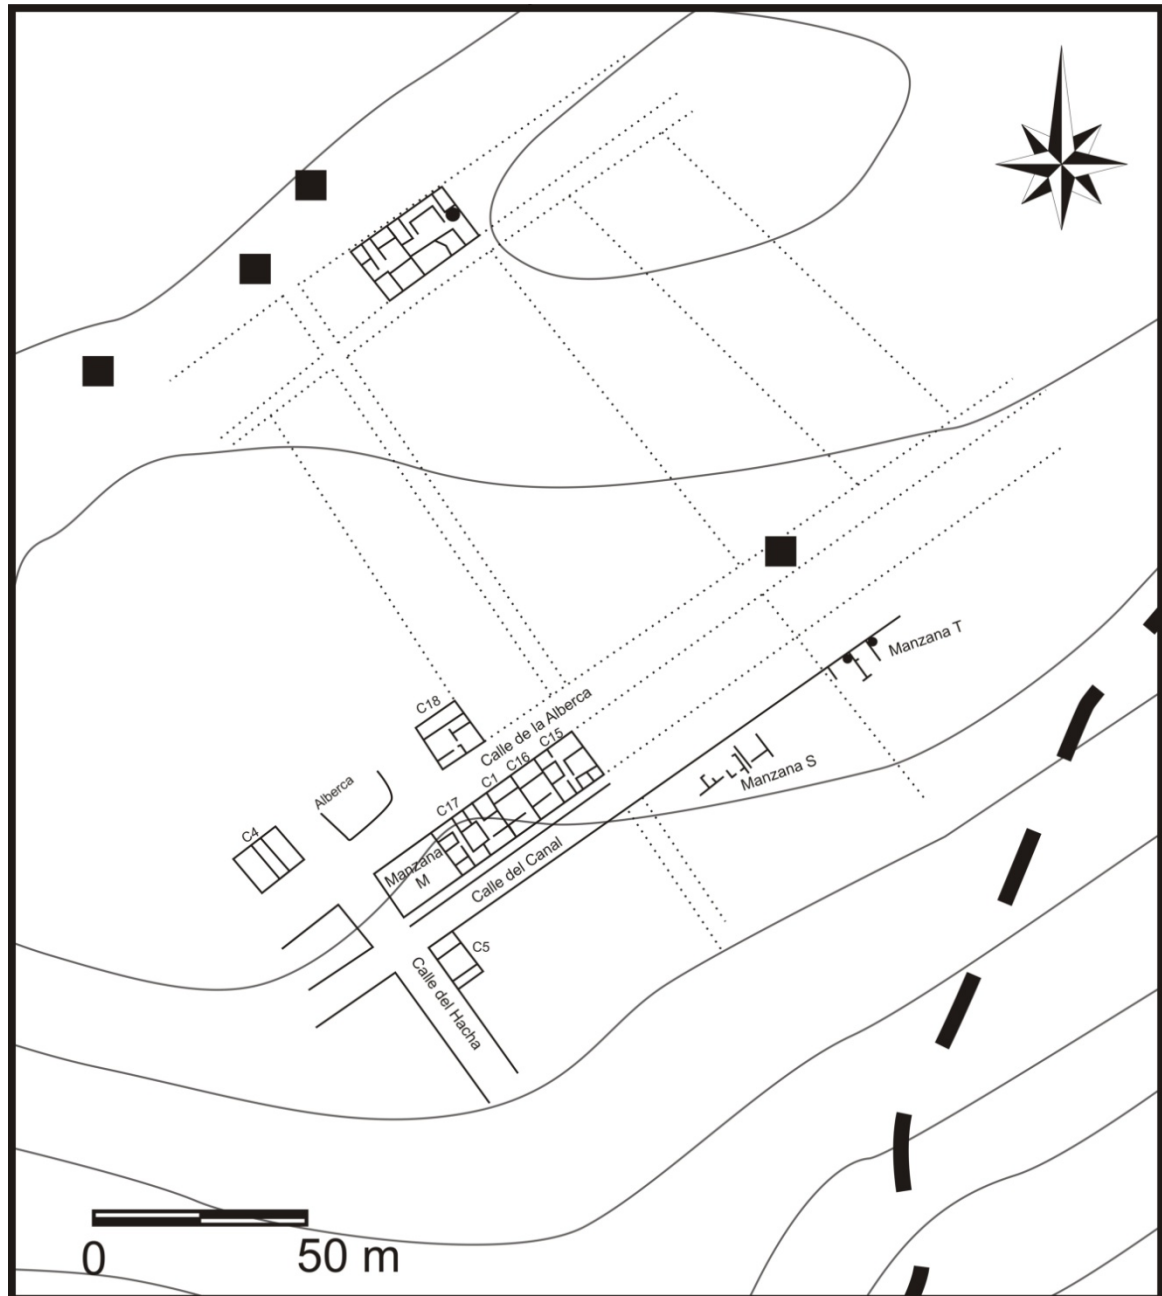 C18
Calle de la Alberca
C15
C16
C1
C17
Alberca
C4
Manzana
M
Calle del Canal
C5
Calle del Hacha
Manzana S
Manzana T
0
50 m